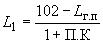 L₁ = (102 − Lг.п) / (1 + П.К)